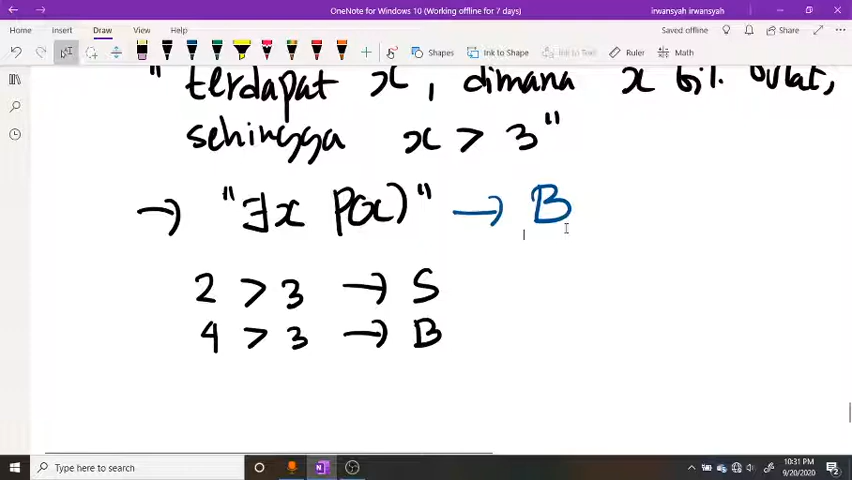 OneNote for Windows 10 (Working offline for 7 days)
irwansyah irwansyah
Home Insert Draw View Help
Saved offline Share
Shapes Ink to Shape Ink to Text Ruler Math
" terdapat x, dimana x bil. bulat,
sehingga x > 3"
→ "∃x P(x)" → B
2 > 3 → S
4 > 3 → B
Type here to search
10:31 PM
9/20/2020
2